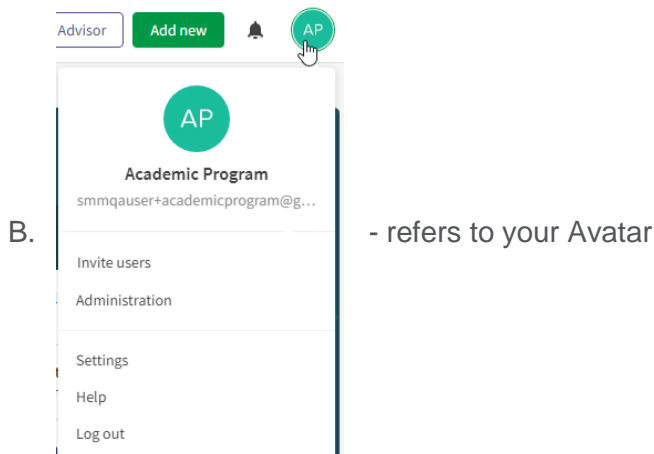 Advisor Add new AP
AP
Academic Program
smmqauser+academicprogram@g...
B. - refers to your Avatar
Invite users
Administration
Settings
Help
Log out